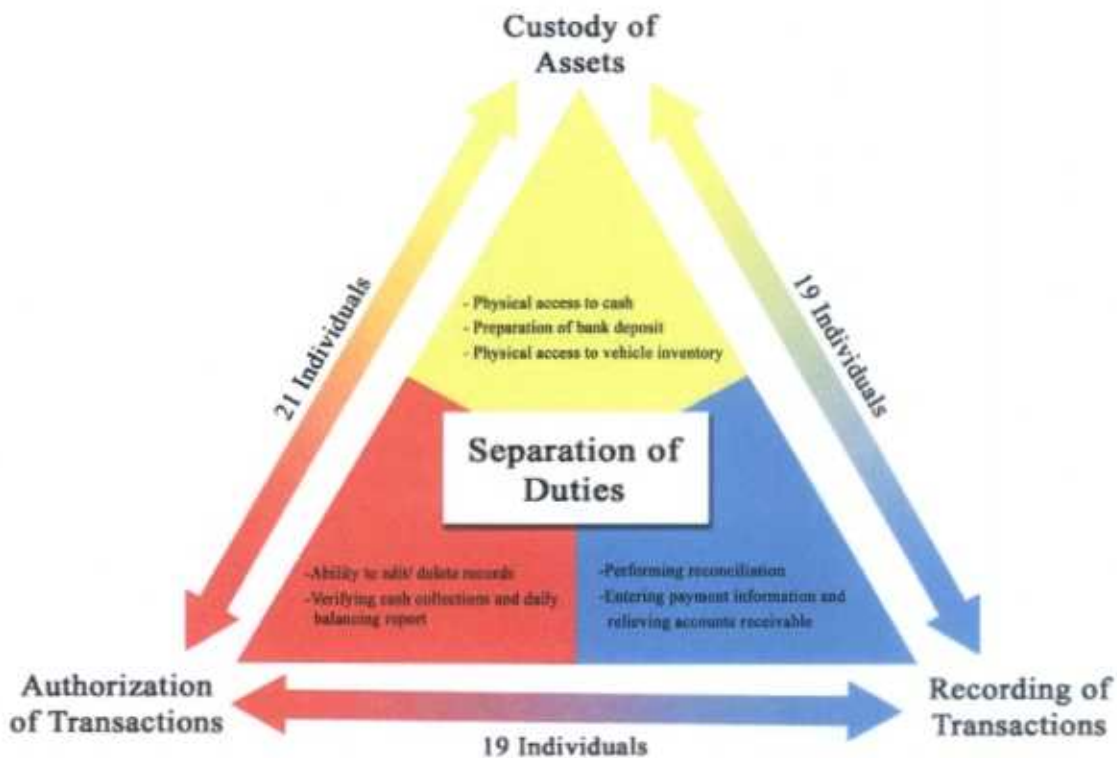 Custody of
Assets
21 Individuals
19 Individuals
- Physical access to cash
- Preparation of bank deposit
- Physical access to vehicle inventory
Separation of
Duties
-Ability to edit/ delete records
-Verifying cash collections and daily
balancing report
-Performing reconciliation
-Entering payment information and
relieving accounts receivable
Authorization
of Transactions
Recording of
Transactions
19 Individuals